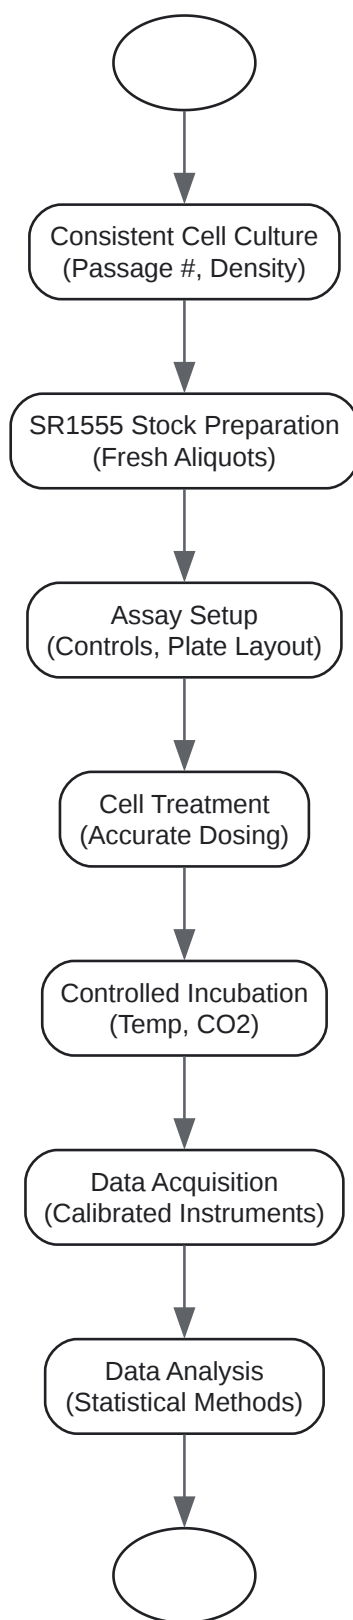 Consistent Cell Culture
(Passage #, Density)
SR1555 Stock Preparation
(Fresh Aliquots)
Assay Setup
(Controls, Plate Layout)
Cell Treatment
(Accurate Dosing)
Controlled Incubation
(Temp, CO2)
Data Acquisition
(Calibrated Instruments)
Data Analysis
(Statistical Methods)